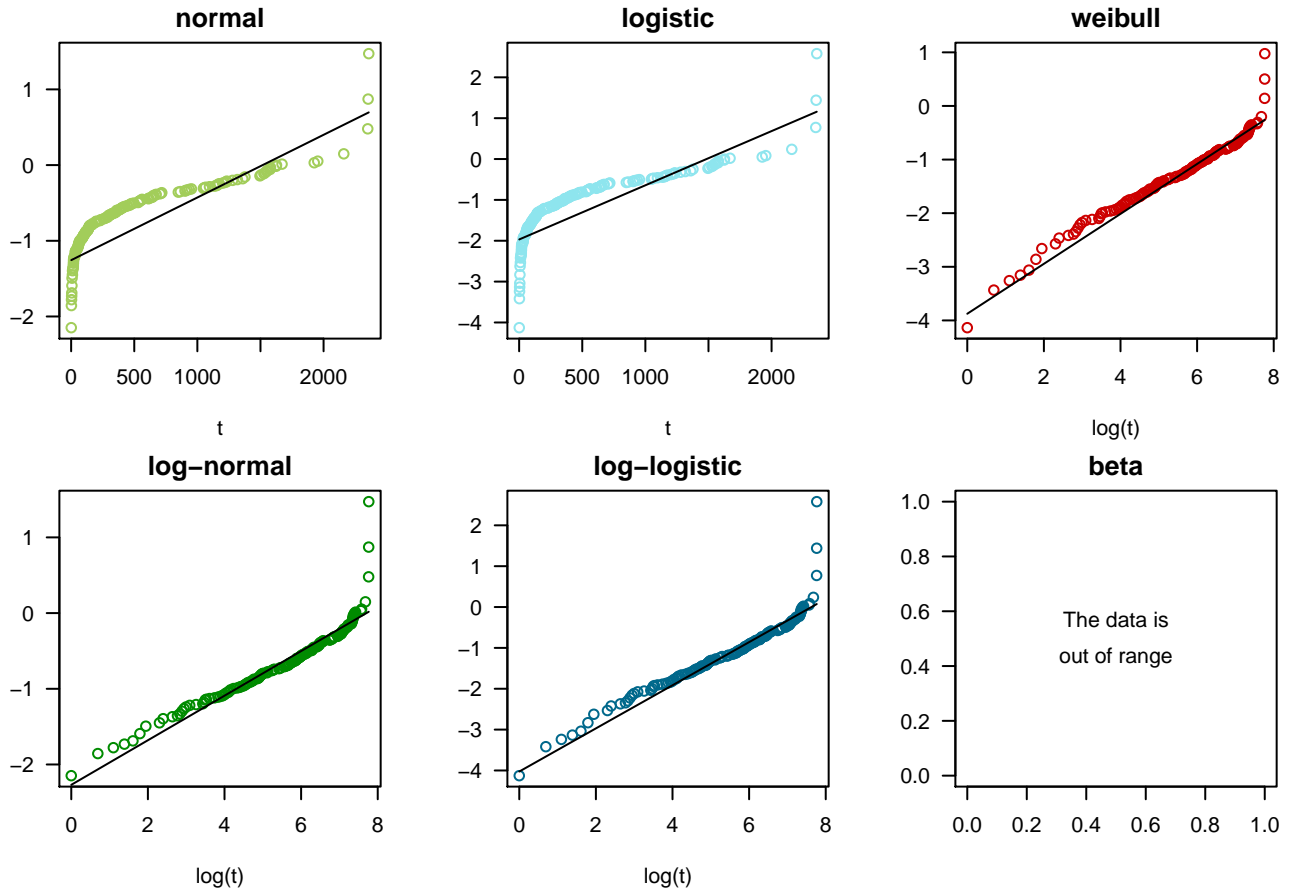 normal
1
0
−1
−2
0 500 1000 2000
t
logistic
2
1
0
−1
−2
−3
−4
0 500 1000 2000
t
weibull
1
0
−1
−2
−3
−4
0 2 4 6 8
log(t)
log−normal
1
0
−1
−2
0 2 4 6 8
log(t)
log−logistic
2
1
0
−1
−2
−3
−4
0 2 4 6 8
log(t)
beta
1.0
0.8
0.6
0.4
0.2
0.0
The data is
out of range
0.0 0.2 0.4 0.6 0.8 1.0